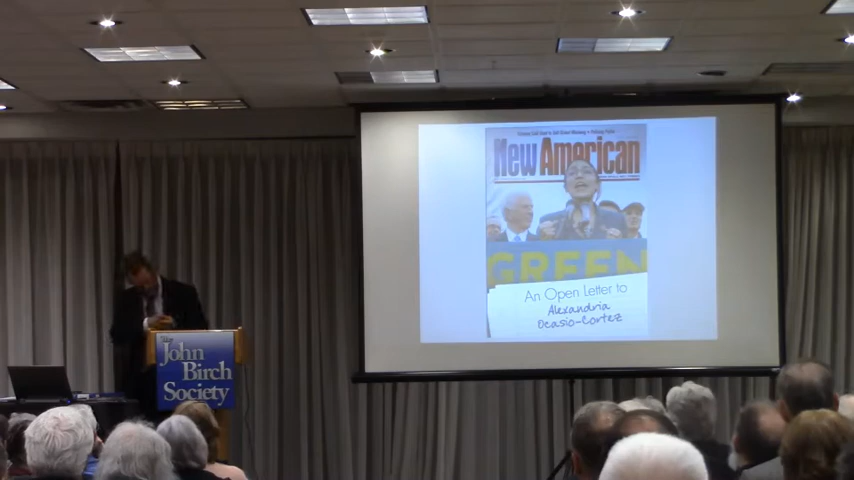 The
John
Birch
Society
New American
GREEN
An Open Letter to
Alexandria
Ocasio-Cortez